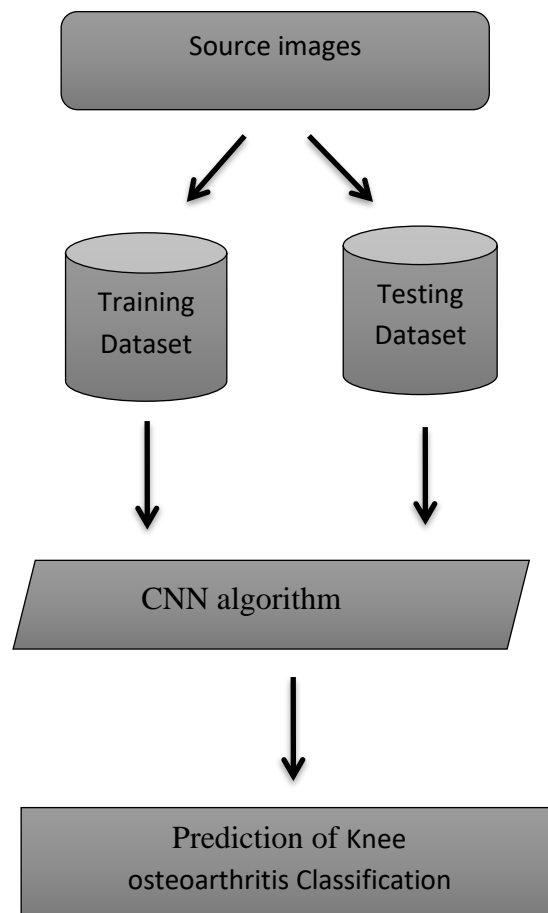 Source images
Training
Dataset
Testing
Dataset
CNN algorithm
Prediction of Knee
osteoarthritis Classification